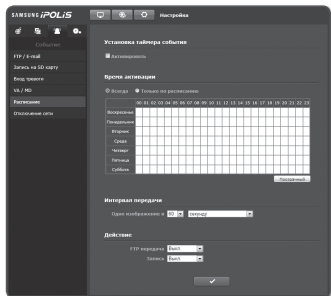 SAMSUNG iPOLiS
Настройка
События
FTP / E-mail
Запись на SD карту
Вход тревоги
VA / MD
Расписание
Отключение сети
Установка таймера события
Активировать
Время активации
Всегда Только по расписанию
00 01 02 03 04 05 06 07 08 09 10 11 12 13 14 15 16 17 18 19 20 21 22 23
Воскресенье
Понедельник
Вторник
Среда
Четверг
Пятница
Суббота
Интервал передачи
Одно изображение в 60 секунду
Действие
FTP передача Выкл
Запись Выкл